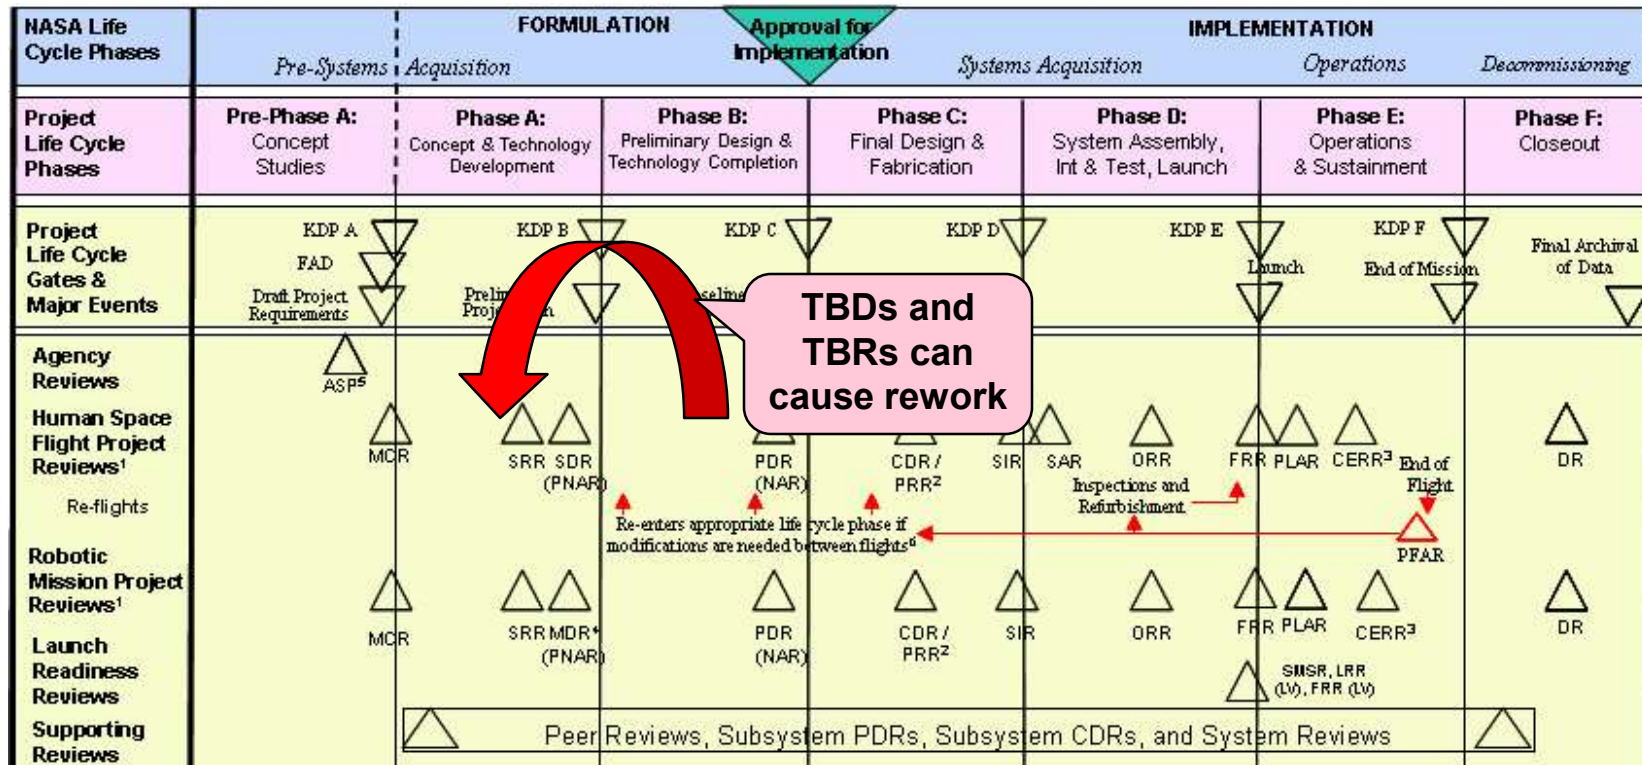 NASA Life
Cycle Phases
FORMULATION
Approval for
Implementation
IMPLEMENTATION
Pre-Systems Acquisition
Systems Acquisition
Operations
Decommissioning
Project
Life Cycle
Phases
Pre-Phase A:
Concept
Studies
Phase A:
Concept & Technology
Development
Phase B:
Preliminary Design &
Technology Completion
Phase C:
Final Design &
Fabrication
Phase D:
System Assembly,
Int & Test, Launch
Phase E:
Operations
& Sustainment
Phase F:
Closeout
Project
Life Cycle
Gates &
Major Events
KDP A
FAD
Draft Project
Requirements
KDP B
KDP C
KDP D
KDP E
Launch
KDP F
End of Mission
Final Archival
of Data
TBDs and
TBRs can
cause rework
Agency
Reviews
ASP5
Human Space
Flight Project
Reviews1
MCR
SRR SDR
(PNAR)
PDR
(NAR)
CDR /
PRR2
SIR
SAR
ORR
FRR
PLAR
CERR3
End of
Flight
DR
Re-flights
Re-enters appropriate life cycle phase if
modifications are needed between flights6
Inspections and
Refurbishment
PFAR
Robotic
Mission Project
Reviews1
MCR
SRR MDR4
(PNAR)
PDR
(NAR)
CDR /
PRR2
SIR
ORR
FRR
PLAR
CERR3
DR
Launch
Readiness
Reviews
SMSR, LRR
(LV), FRR (LV)
Supporting
Reviews
Peer Reviews, Subsystem PDRs, Subsystem CDRs, and System Reviews